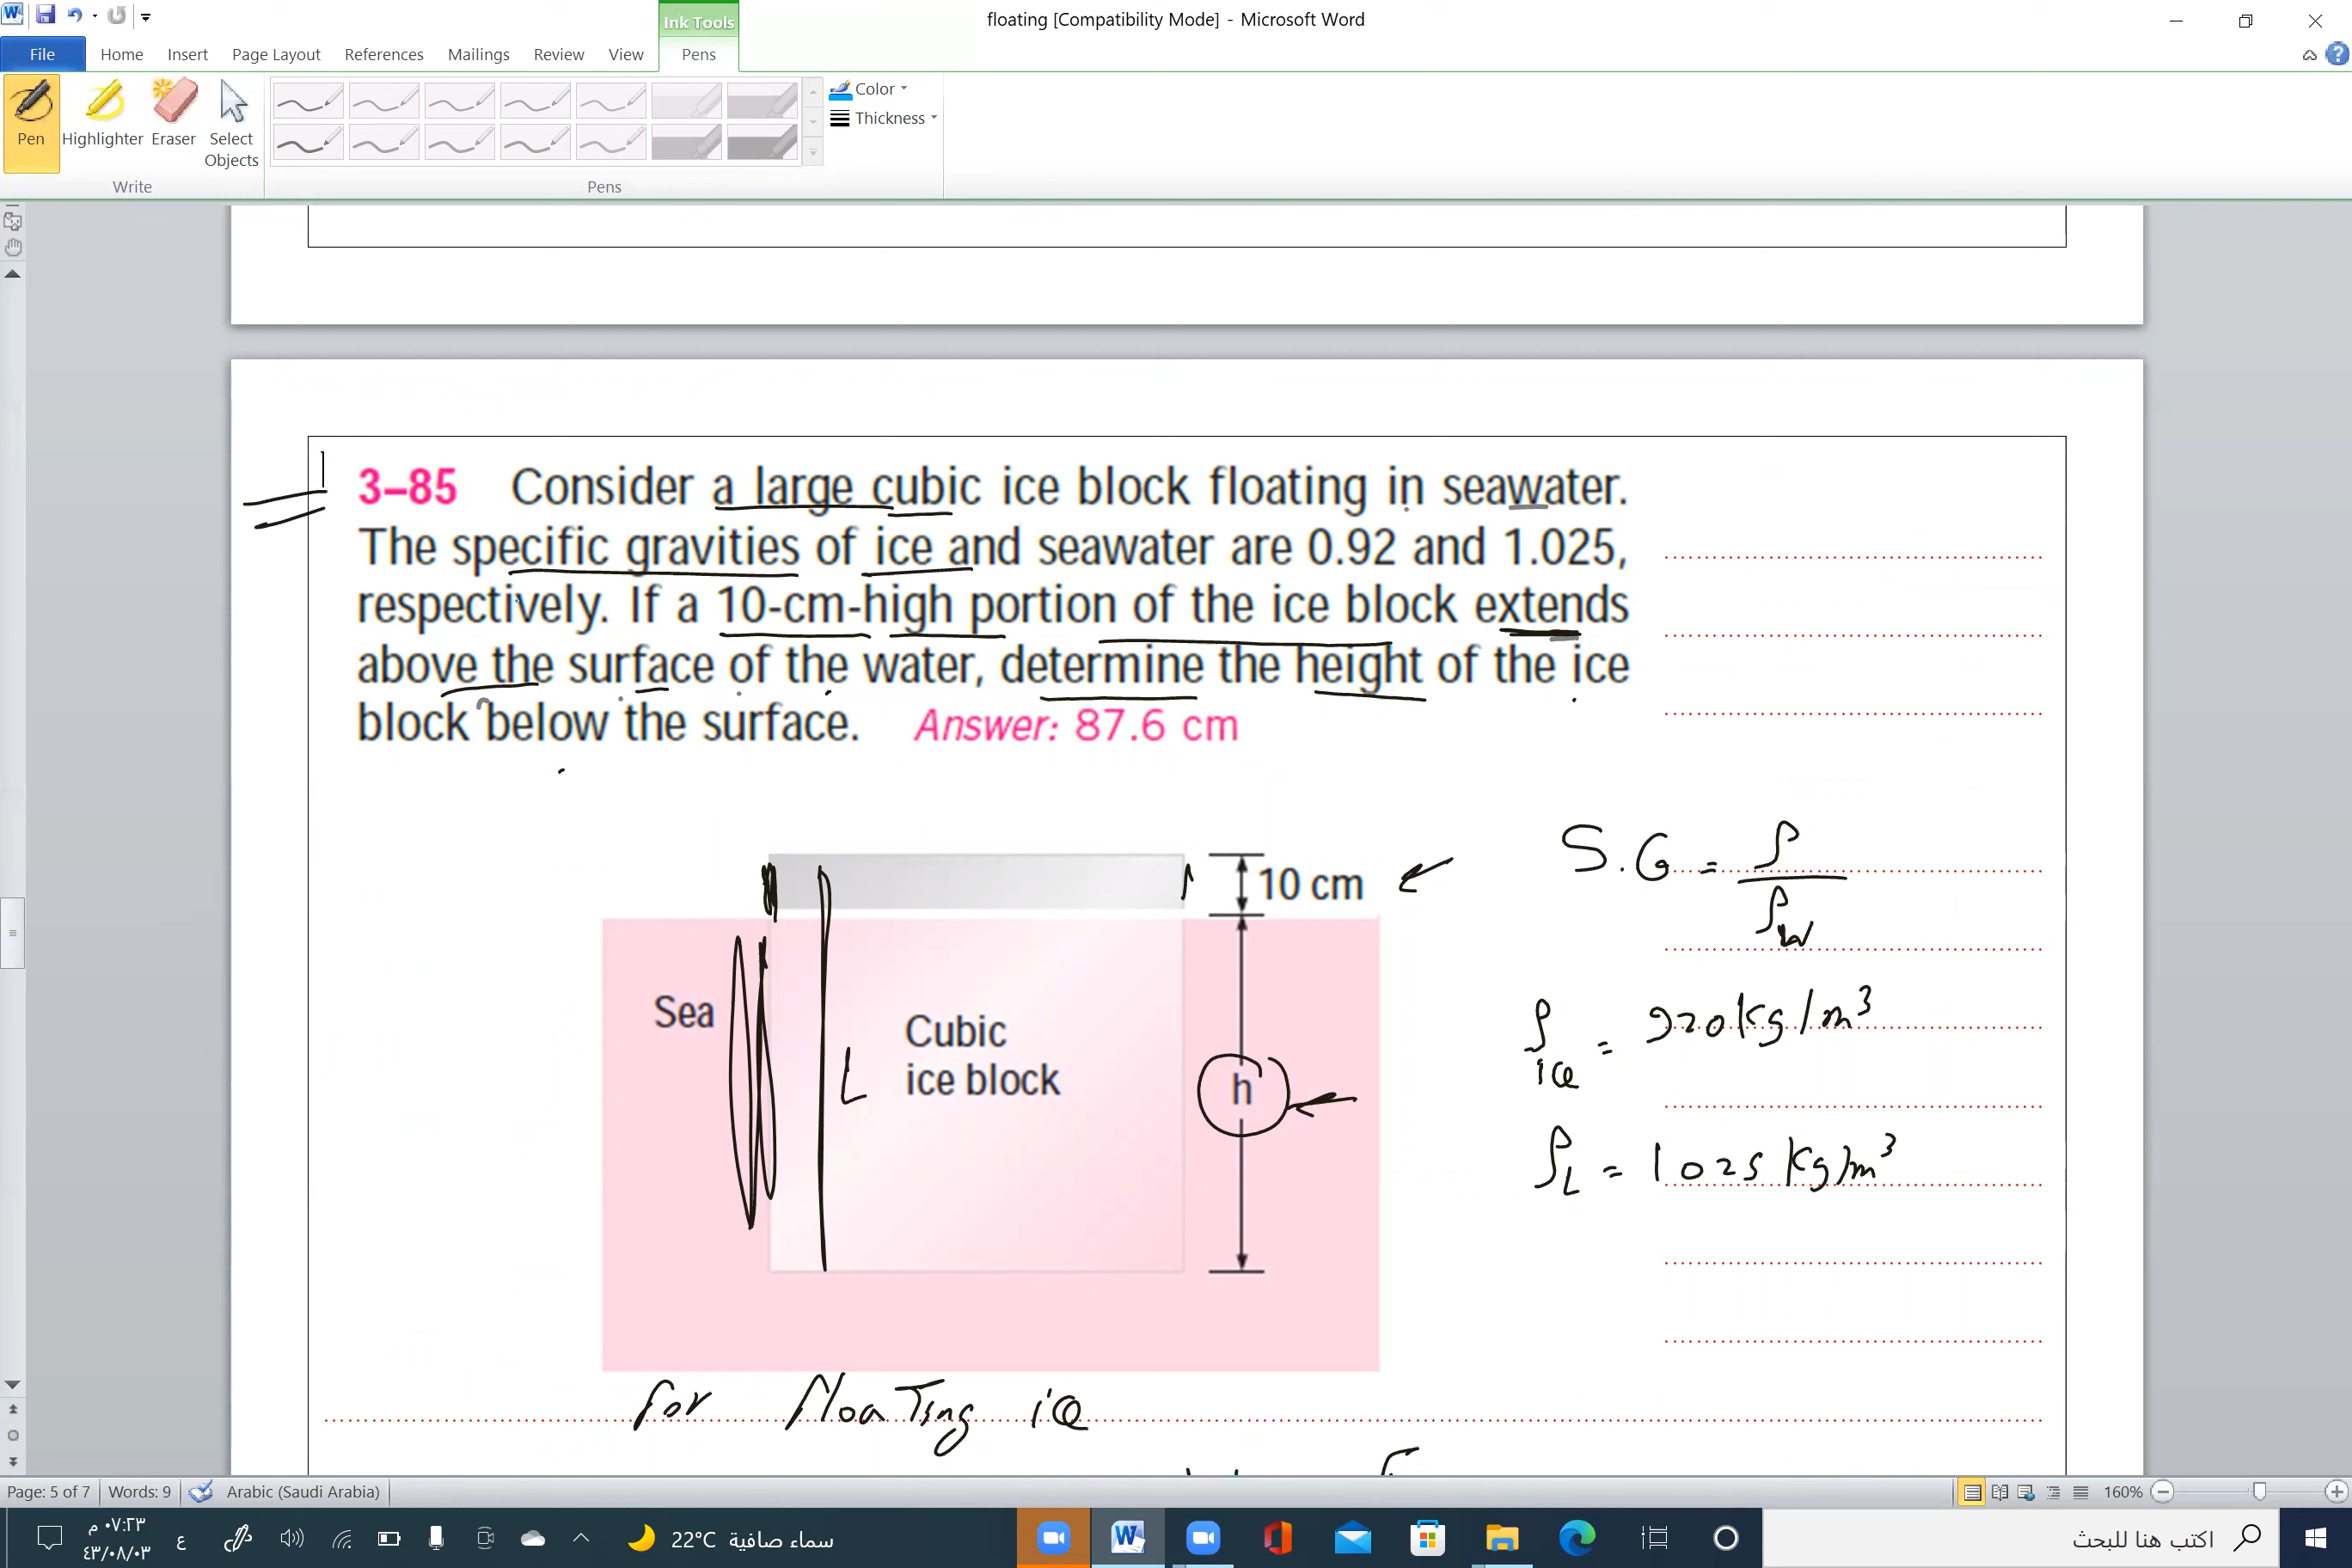 Ink Tools
floating [Compatibility Mode] - Microsoft Word
File Home Insert Page Layout References Mailings Review View Pens
Pen Highlighter Eraser Select Objects
Color
Thickness
Write
Pens
3–85 Consider a large cubic ice block floating in seawater.
The specific gravities of ice and seawater are 0.92 and 1.025,
respectively. If a 10-cm-high portion of the ice block extends
above the surface of the water, determine the height of the ice
block below the surface. Answer: 87.6 cm
10 cm
Sea
L
Cubic
ice block
h
S.G = ρ / ρw
ρice = 920 kg/m³
ρL = 1025 kg/m³
for floating ice
Page: 5 of 7 Words: 9 Arabic (Saudi Arabia) 160%
٠٧:٢٣ م
٤٣/٠٨/٠٣
ع
22°C سماء صافية
اكتب هنا للبحث